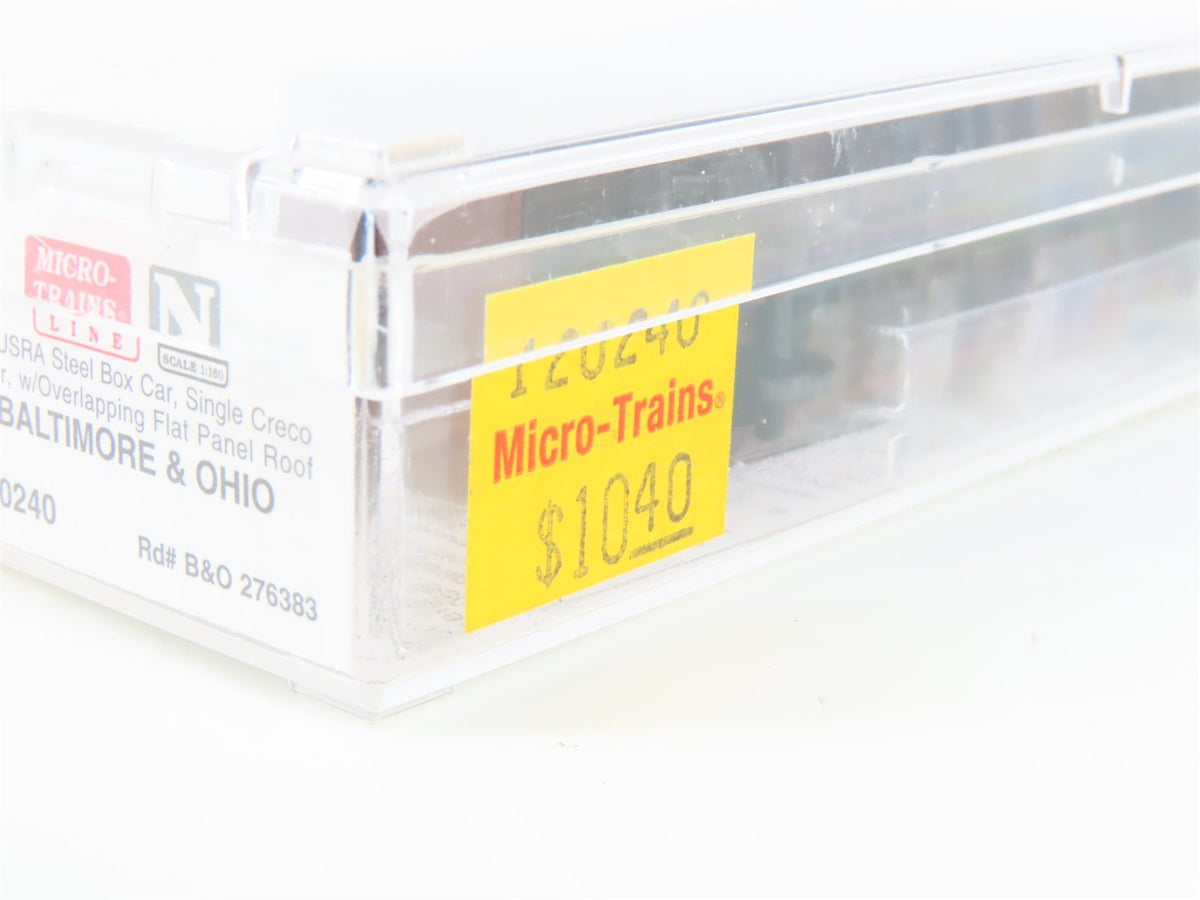 MICRO-
TRAINS®
LINE
N
SCALE 1:160
USRA Steel Box Car, Single Creco
r, w/Overlapping Flat Panel Roof
BALTIMORE & OHIO
0240
Rd# B&O 276383
120240
Micro-Trains®
$10.40